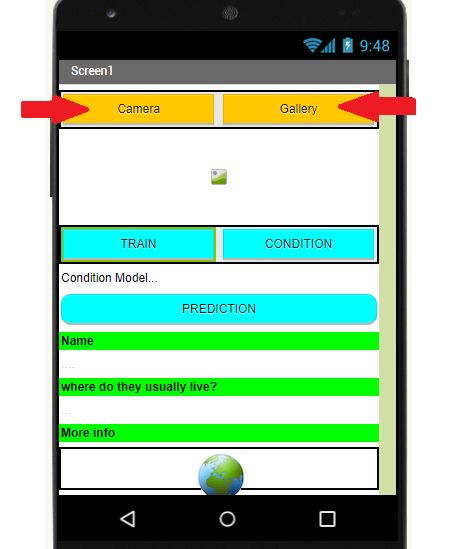 9:48
Screen1
Camera Gallery
TRAIN CONDITION
Condition Model...
PREDICTION
Name
....
where do they usually live?
...
More info